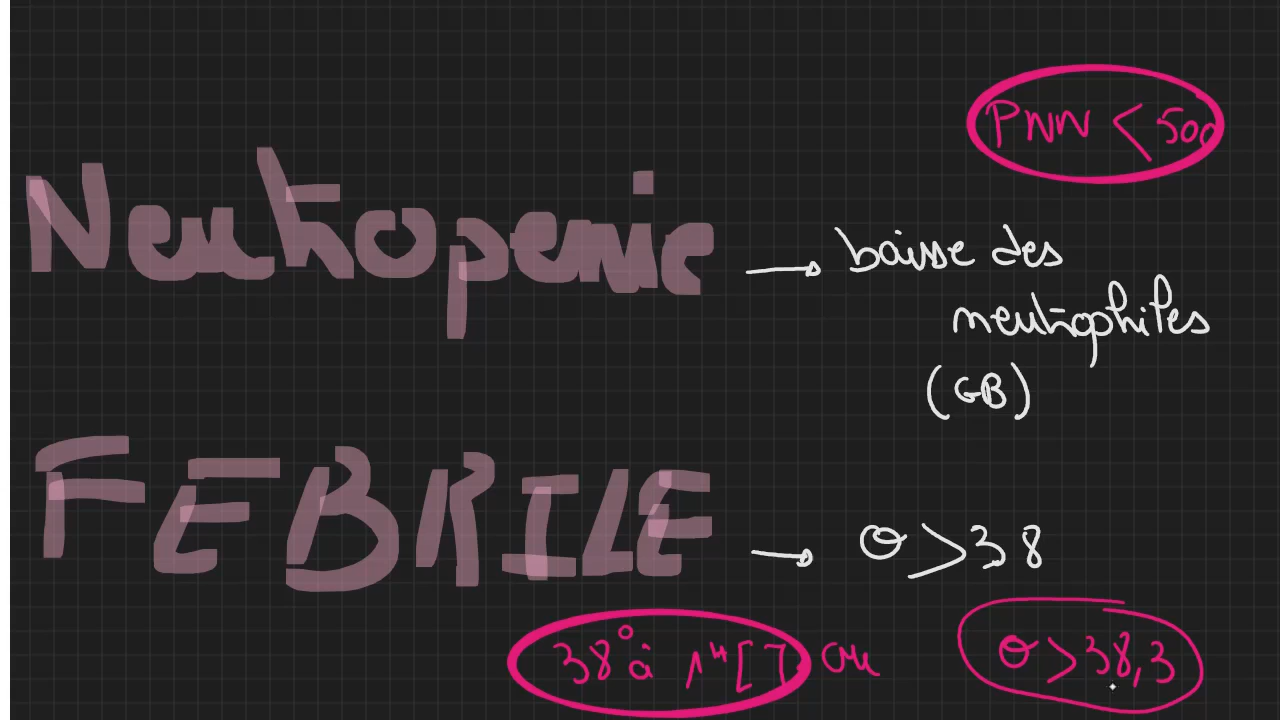 PNN < 500
Neutropenie → baisse des
neutrophiles
(GB)
FEBRILE → θ > 38
38° à 1h [ ] ou θ > 38,3